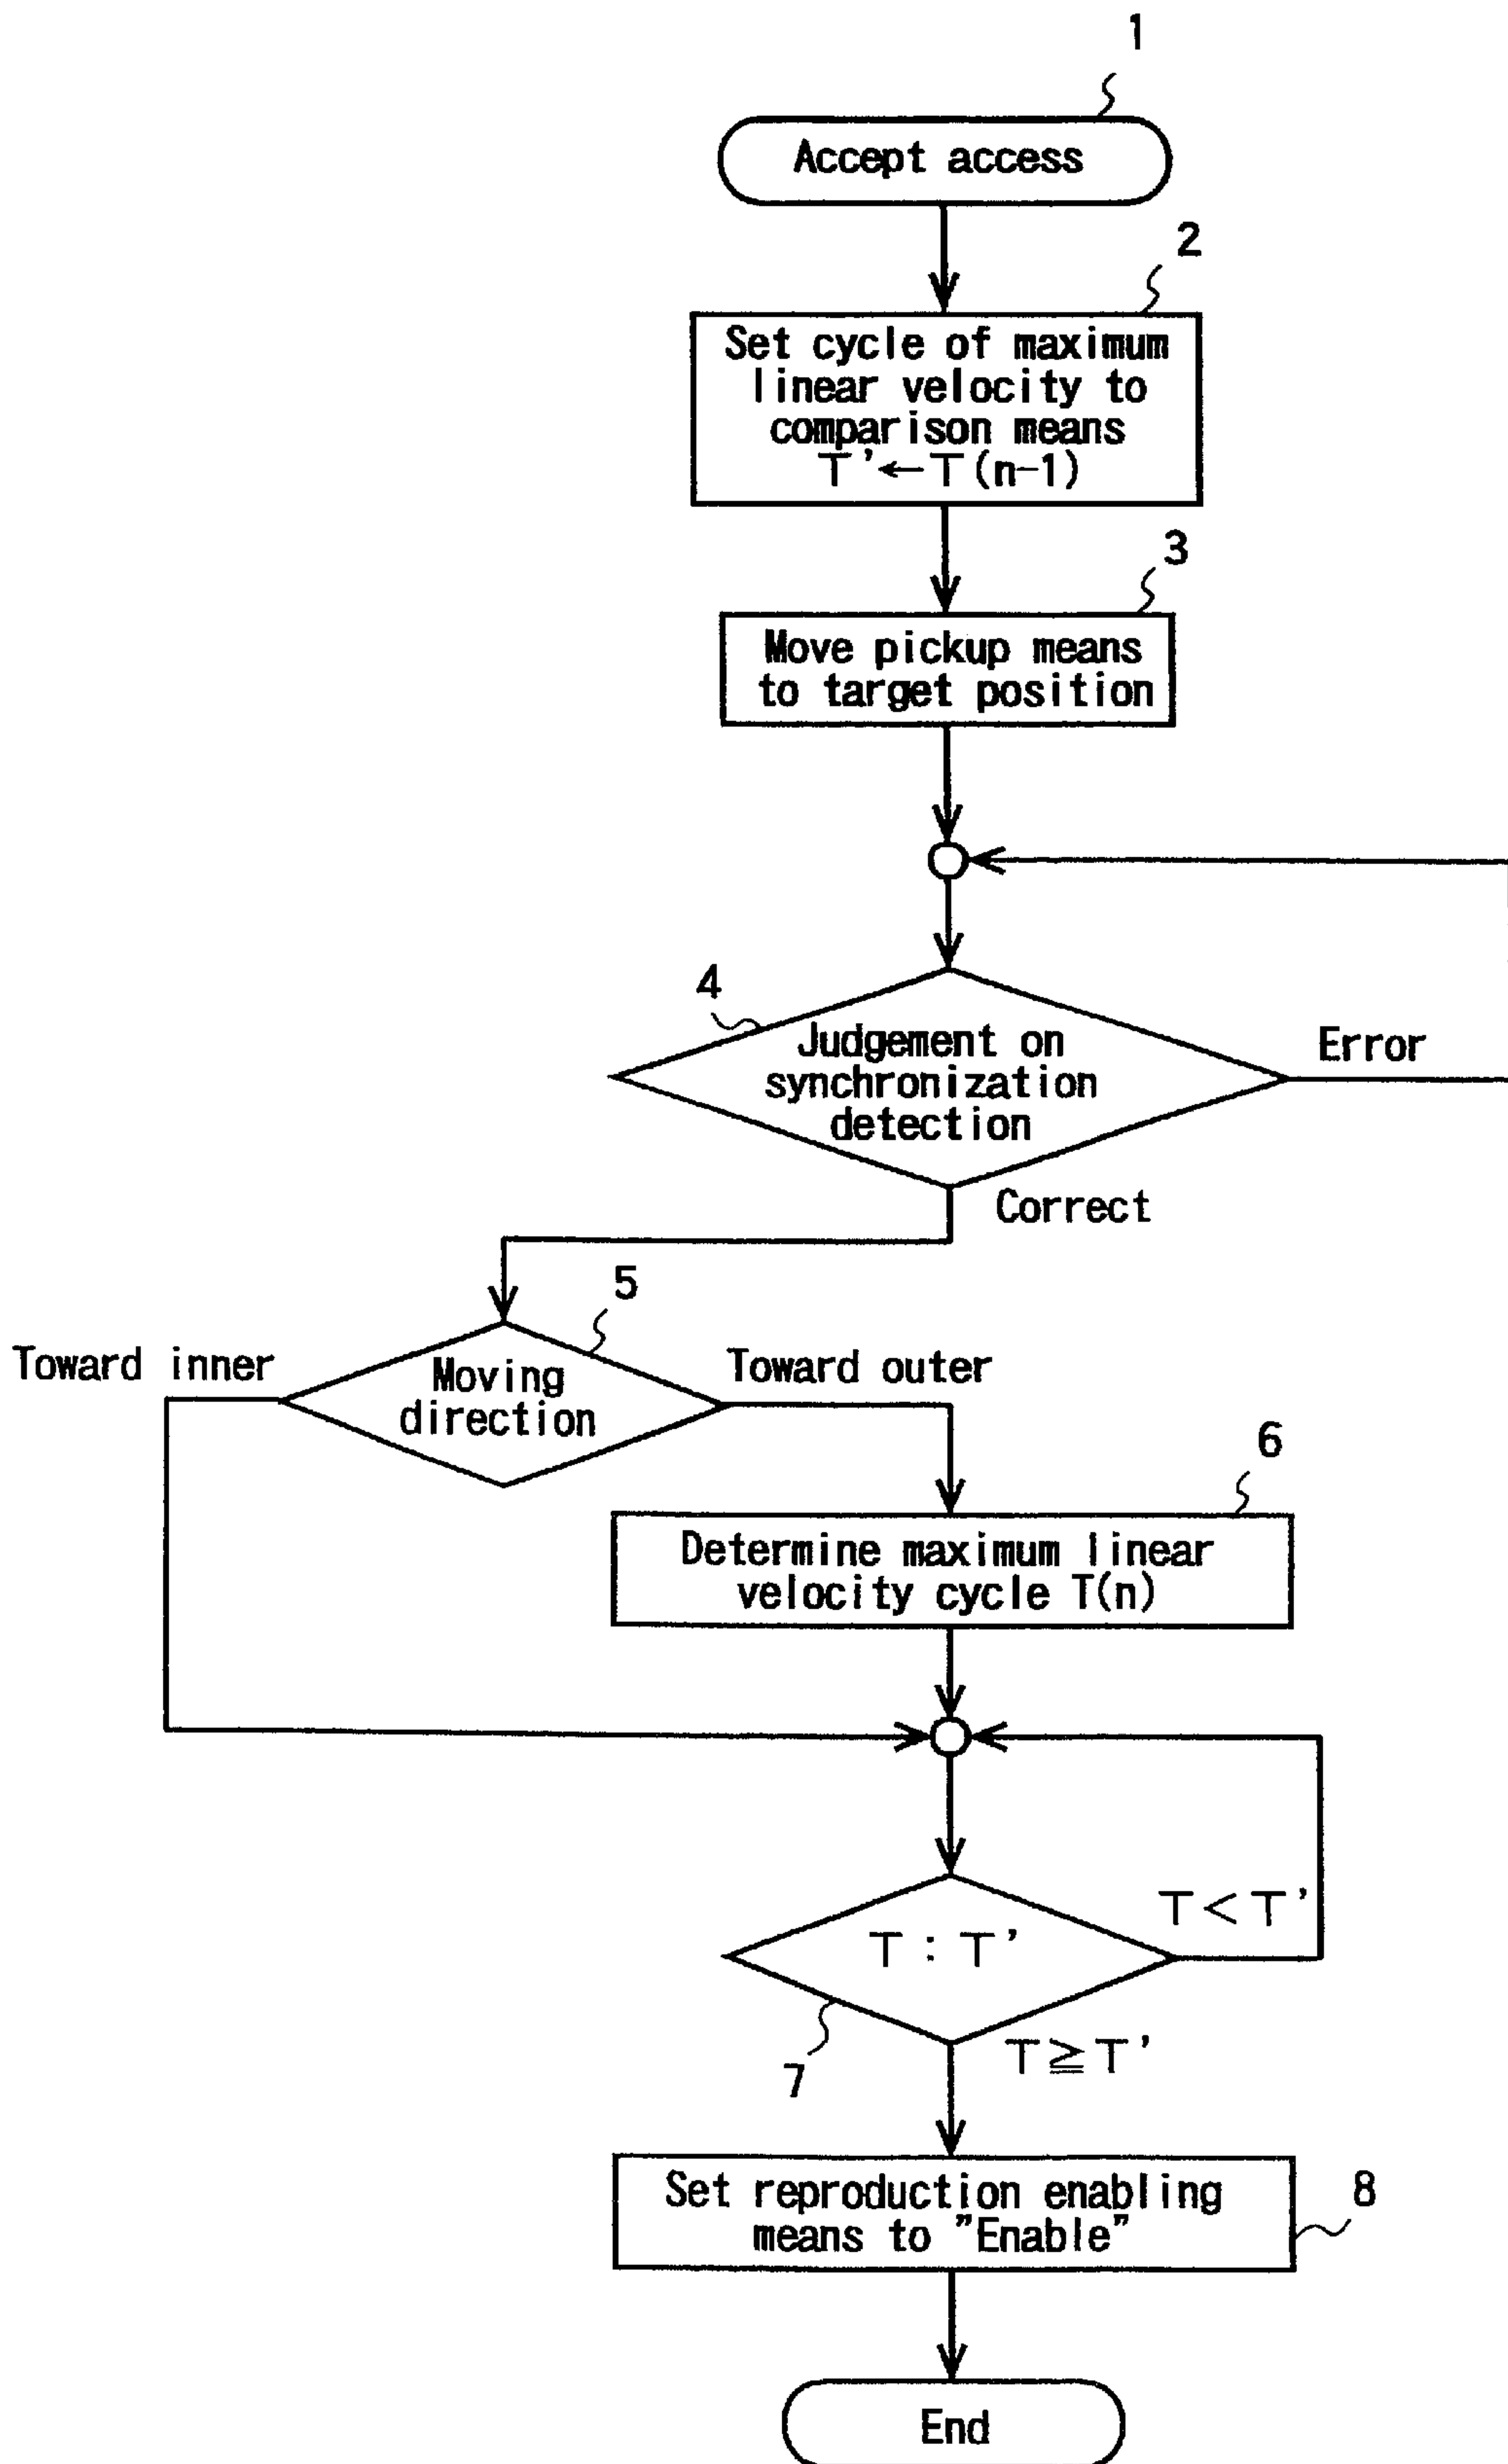 1
Accept access
2
Set cycle of maximum
linear velocity to
comparison means
T'←T(n-1)
3
Move pickup means
to target position
4
Judgement on
synchronization
detection
Error
Correct
5
Toward inner
Moving
direction
Toward outer
6
Determine maximum linear
velocity cycle T(n)
T<T'
T : T'
7
T≧T'
Set reproduction enabling
means to "Enable"
8
End